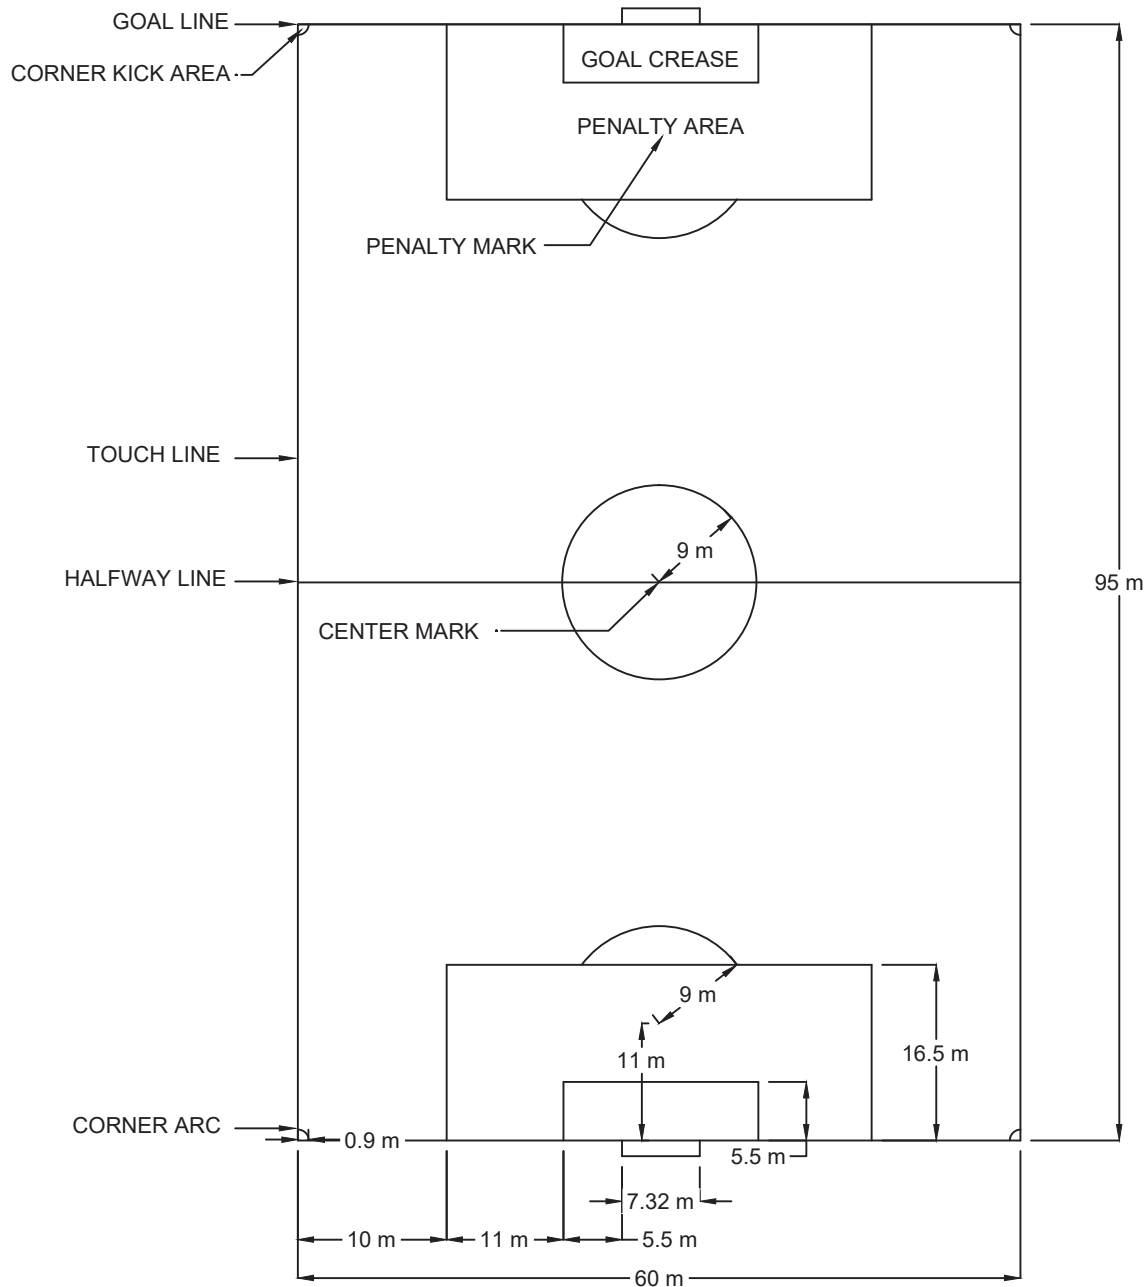 GOAL LINE
CORNER KICK AREA
GOAL CREASE
PENALTY AREA
PENALTY MARK
TOUCH LINE
9 m
HALFWAY LINE
95 m
CENTER MARK
9 m
16.5 m
11 m
CORNER ARC
0.9 m
5.5 m
7.32 m
10 m
11 m
5.5 m
60 m